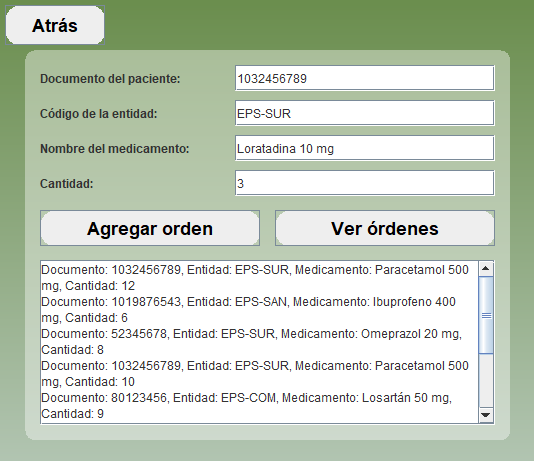 Atrás
Documento del paciente: 1032456789
Código de la entidad: EPS-SUR
Nombre del medicamento: Loratadina 10 mg
Cantidad: 3
Agregar orden Ver órdenes
Documento: 1032456789, Entidad: EPS-SUR, Medicamento: Paracetamol 500
mg, Cantidad: 12
Documento: 1019876543, Entidad: EPS-SAN, Medicamento: Ibuprofeno 400
mg, Cantidad: 6
Documento: 52345678, Entidad: EPS-SUR, Medicamento: Omeprazol 20 mg,
Cantidad: 8
Documento: 1032456789, Entidad: EPS-SUR, Medicamento: Paracetamol 500
mg, Cantidad: 10
Documento: 80123456, Entidad: EPS-COM, Medicamento: Losartán 50 mg,
Cantidad: 9